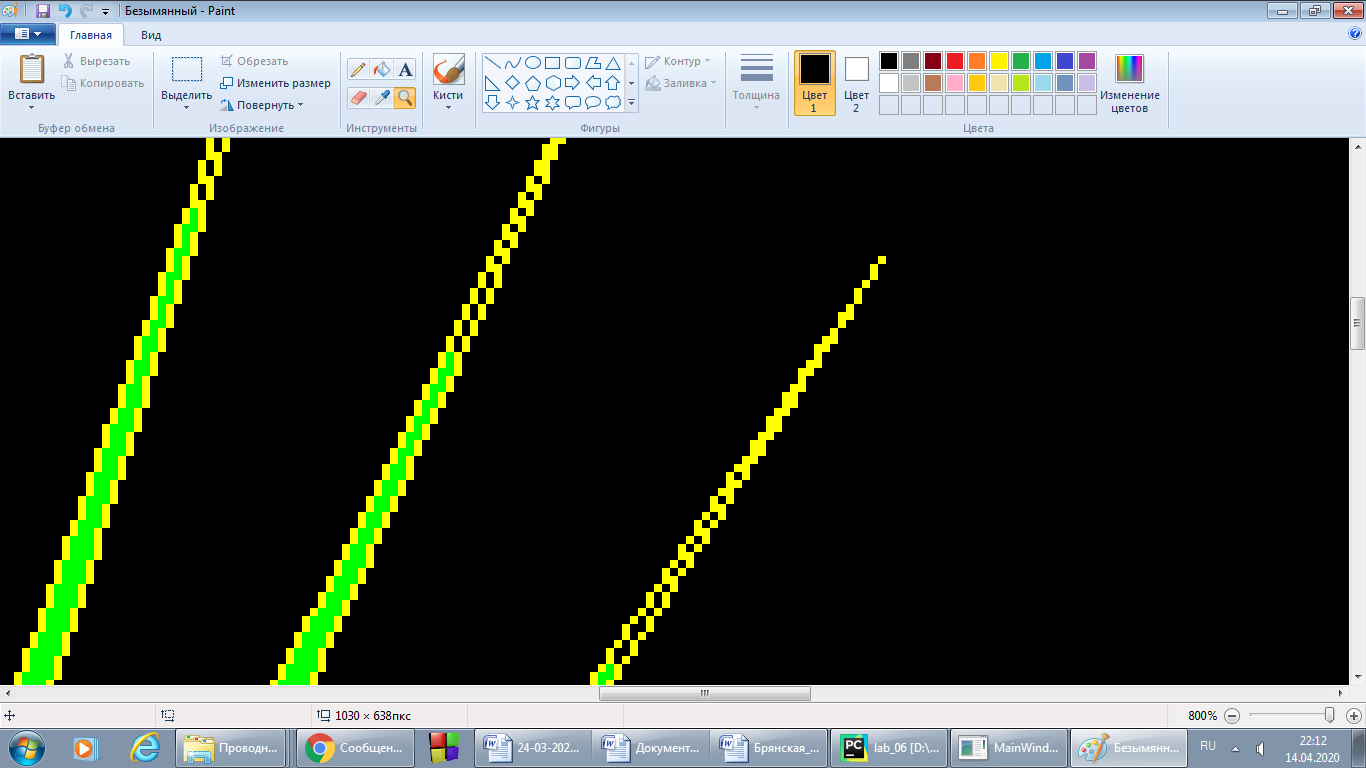 Безымянный - Paint
Главная
Вид
Вставить
Вырезать
Копировать
Буфер обмена
Выделить
Обрезать
Изменить размер
Повернуть
Изображение
A
Инструменты
Кисти
Контур
Заливка
Фигуры
Толщина
Цвет 1
Цвет 2
Изменение цветов
Цвета
1030 × 638пкс
800%
Проводн...
Сообщен...
24-03-202...
Документ...
Брянская_...
lab_06 [D:\...
MainWind...
Безымянн...
RU
22:12
14.04.2020